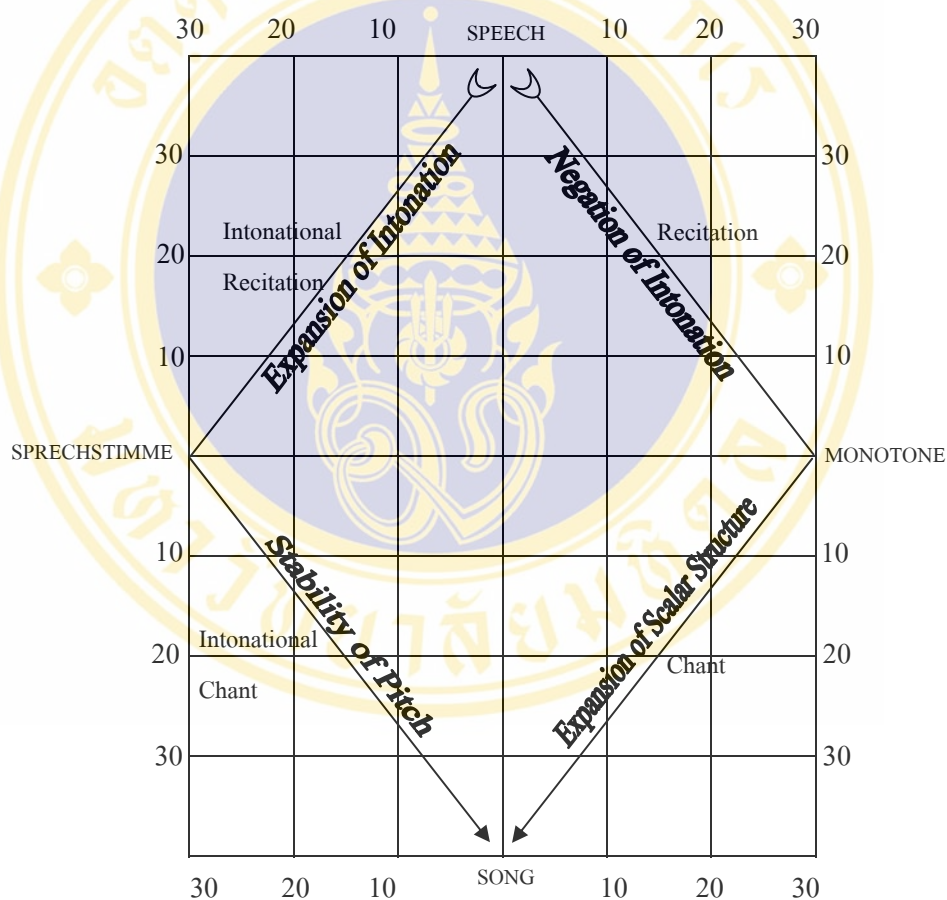 30 20 10 SPEECH 10 20 30
30 30
Expansion of Intonation
Negation of Intonation
Intonational
Recitation
Recitation
20 20
10 10
SPRECHSTIMME MONOTONE
10 10
Stability of Pitch
Expansion of Scalar Structure
Intonational
Chant
Chant
20 20
30 30
30 20 10 SONG 10 20 30